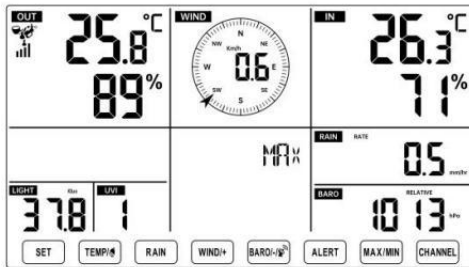 OUT
25.8 °C
89%
WIND
N
NW NE
Km/h
0.6
W E
SW SE
S
IN
26.3 °C
71%
MAX
RAIN RATE
0.5 mm/hr
LIGHT Klux
37.8
UVI
1
BARO RELATIVE
1013 hPa
SET TEMP/ RAIN WIND/+ BARO/-/ ALERT MAX/MIN CHANNEL